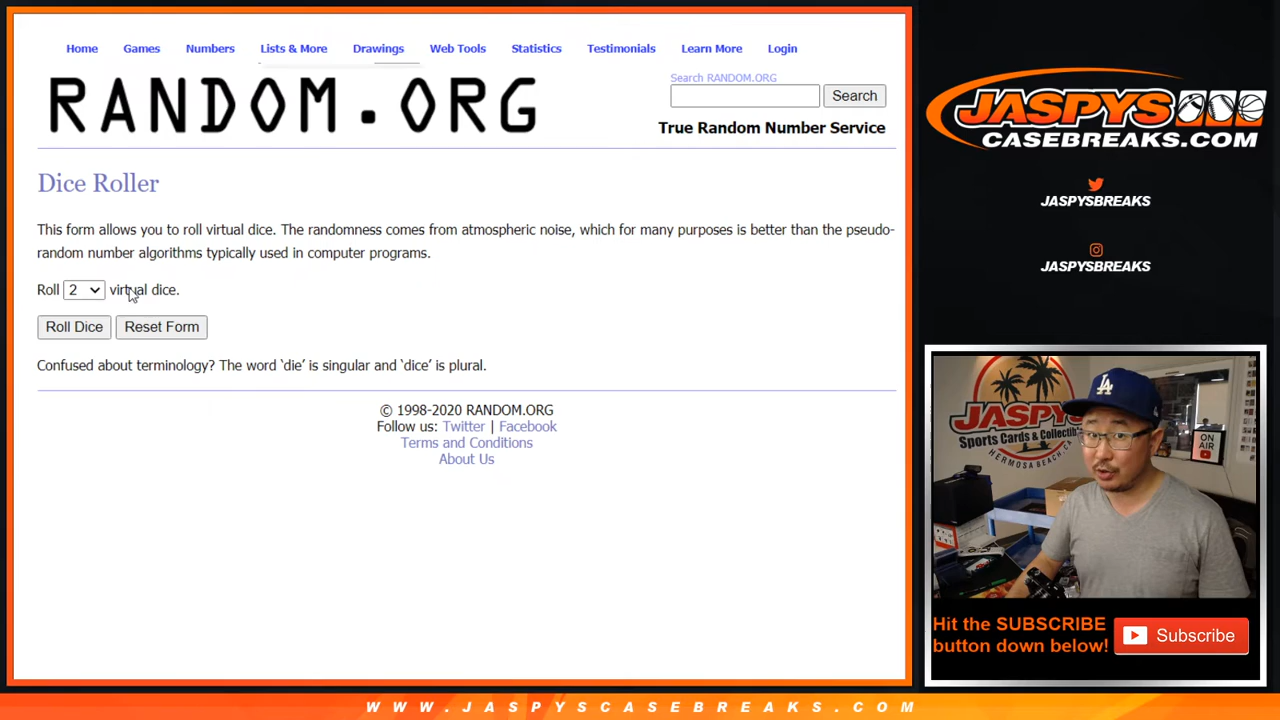 Home Games Numbers Lists & More Drawings Web Tools Statistics Testimonials Learn More Login
RANDOM.ORG
Search RANDOM.ORG
Search
True Random Number Service
Dice Roller
This form allows you to roll virtual dice. The randomness comes from atmospheric noise, which for many purposes is better than the pseudo-
random number algorithms typically used in computer programs.
Roll 2 virtual dice.
Roll Dice Reset Form
Confused about terminology? The word ‘die’ is singular and ‘dice’ is plural.
© 1998-2020 RANDOM.ORG
Follow us: Twitter | Facebook
Terms and Conditions
About Us
JASPYS
CASEBREAKS.COM
JASPYSBREAKS
JASPYSBREAKS
JASPYS
Sports Cards & Collectib
HERMOSA BEACH, CA
LA
ON
AIR
Hit the SUBSCRIBE
button down below!
Subscribe
WWW.JASPYSCASEBREAKS.COM